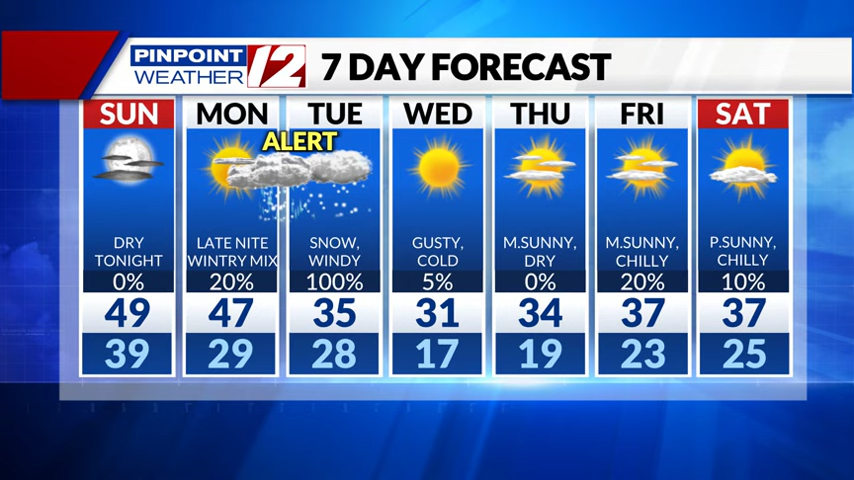 PINPOINT
WEATHER 12
7 DAY FORECAST
SUN MON TUE WED THU FRI SAT
ALERT
DRY
TONIGHT
LATE NITE
WINTRY MIX
SNOW,
WINDY
GUSTY,
COLD
M.SUNNY,
DRY
M.SUNNY,
CHILLY
P.SUNNY,
CHILLY
0% 20% 100% 5% 0% 20% 10%
49 47 35 31 34 37 37
39 29 28 17 19 23 25